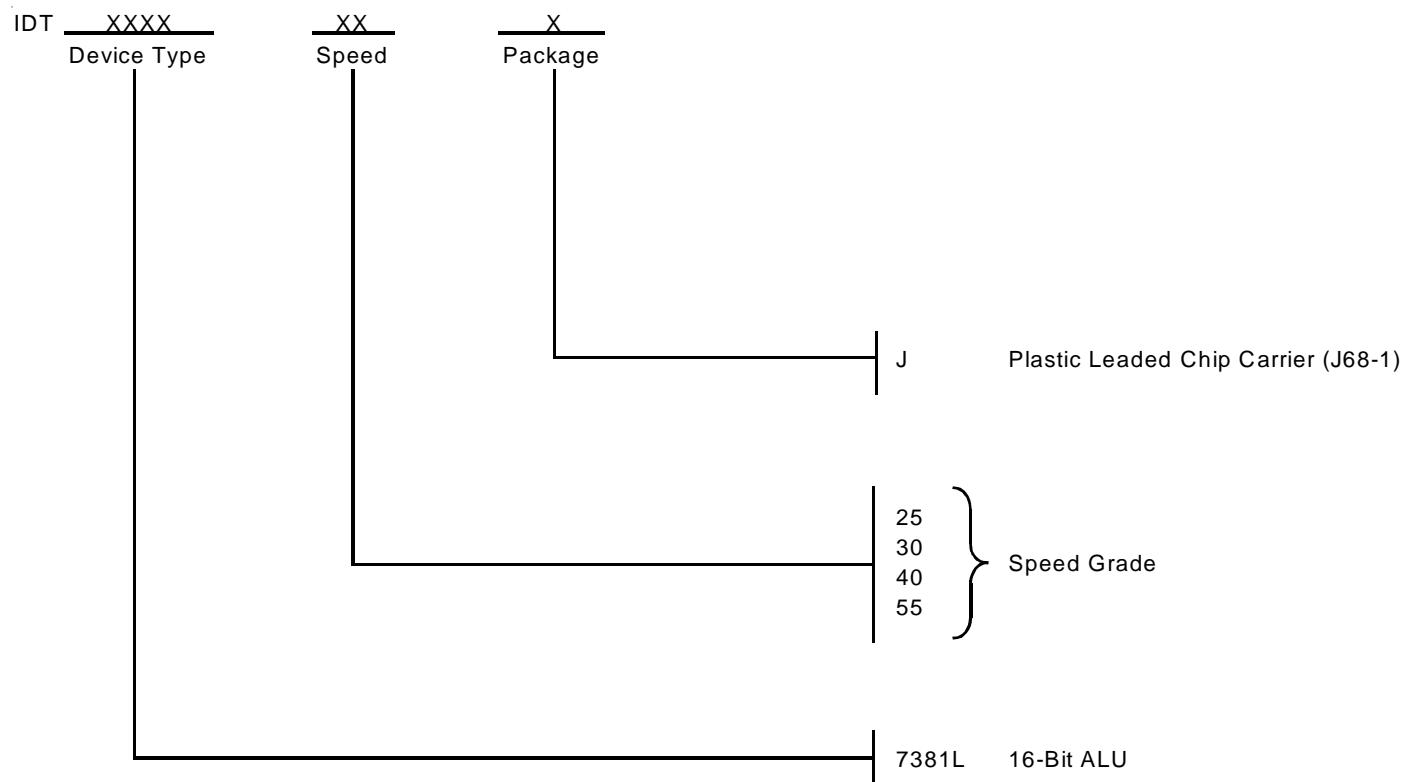 IDT XXXX XX X
Device Type Speed Package
J Plastic Leaded Chip Carrier (J68-1)
25
30
40
55
Speed Grade
7381L 16-Bit ALU